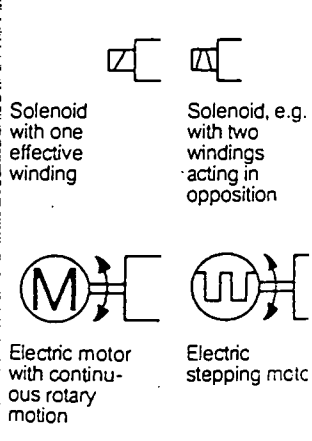 Solenoid
with one
effective
winding
Solenoid, e.g.
with two
windings
acting in
opposition
M
Electric motor
with continu-
ous rotary
motion
Electric
stepping motc